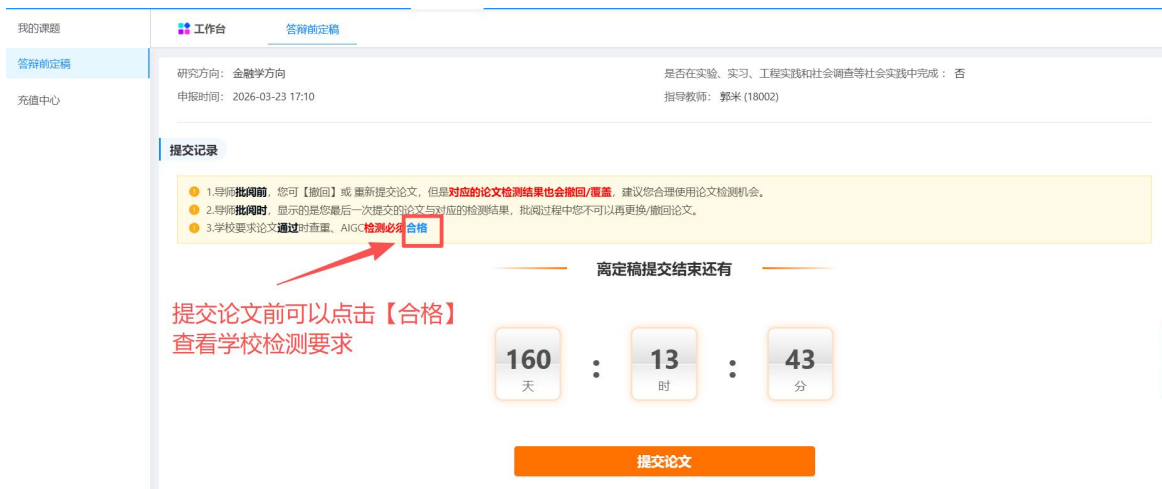 我的课题
工作台
答辩前定稿
答辩前定稿
充值中心
研究方向： 金融学方向
是否在实验、实习、工程实践和社会调查等社会实践中完成： 否
申报时间： 2026-03-23 17:10
指导教师： 郭米 (18002)
提交记录
1.导师批阅前，您可【撤回】或 重新提交论文，但是对应的论文检测结果也会撤回/覆盖，建议您合理使用论文检测机会。
2.导师批阅时，显示的是您最后一次提交的论文与对应的检测结果，批阅过程中您不可以再更换/撤回论文。
3.学校要求论文通过时查重、AIGC检测必须合格
离定稿提交结束还有
提交论文前可以点击【合格】
查看学校检测要求
160 : 13 : 43
天 时 分
提交论文